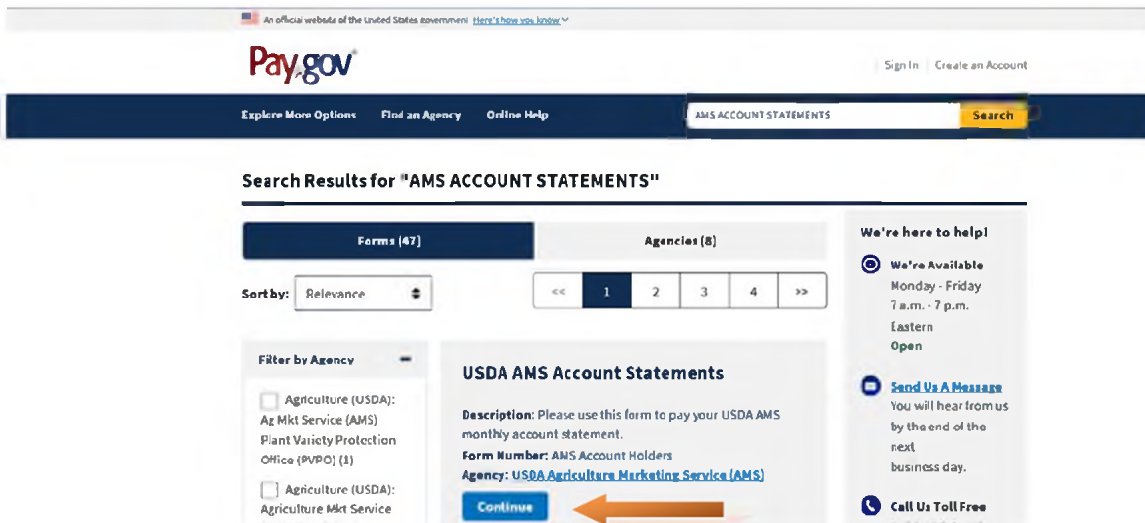 An official website of the United States government Here's how you know
Pay.gov
Sign In Create an Account
Explore More Options Find an Agency Online Help AMS ACCOUNT STATEMENTS Search
Search Results for "AMS ACCOUNT STATEMENTS"
Forms (47) Agencies (8)
Sort by: Relevance << 1 2 3 4 >>
Filter by Agency
Agriculture (USDA):
Ag Mkt Service (AMS)
Plant Variety Protection
Office (PVPO) (1)
Agriculture (USDA):
Agriculture Mkt Service
USDA AMS Account Statements
Description: Please use this form to pay your USDA AMS
monthly account statement.
Form Number: AMS Account Holders
Agency: USDA Agriculture Marketing Service (AMS)
Continue
We're here to help!
We're Available
Monday - Friday
7 a.m. - 7 p.m.
Eastern
Open
Send Us A Message
You will hear from us
by the end of the
next
business day.
Call Us Toll Free